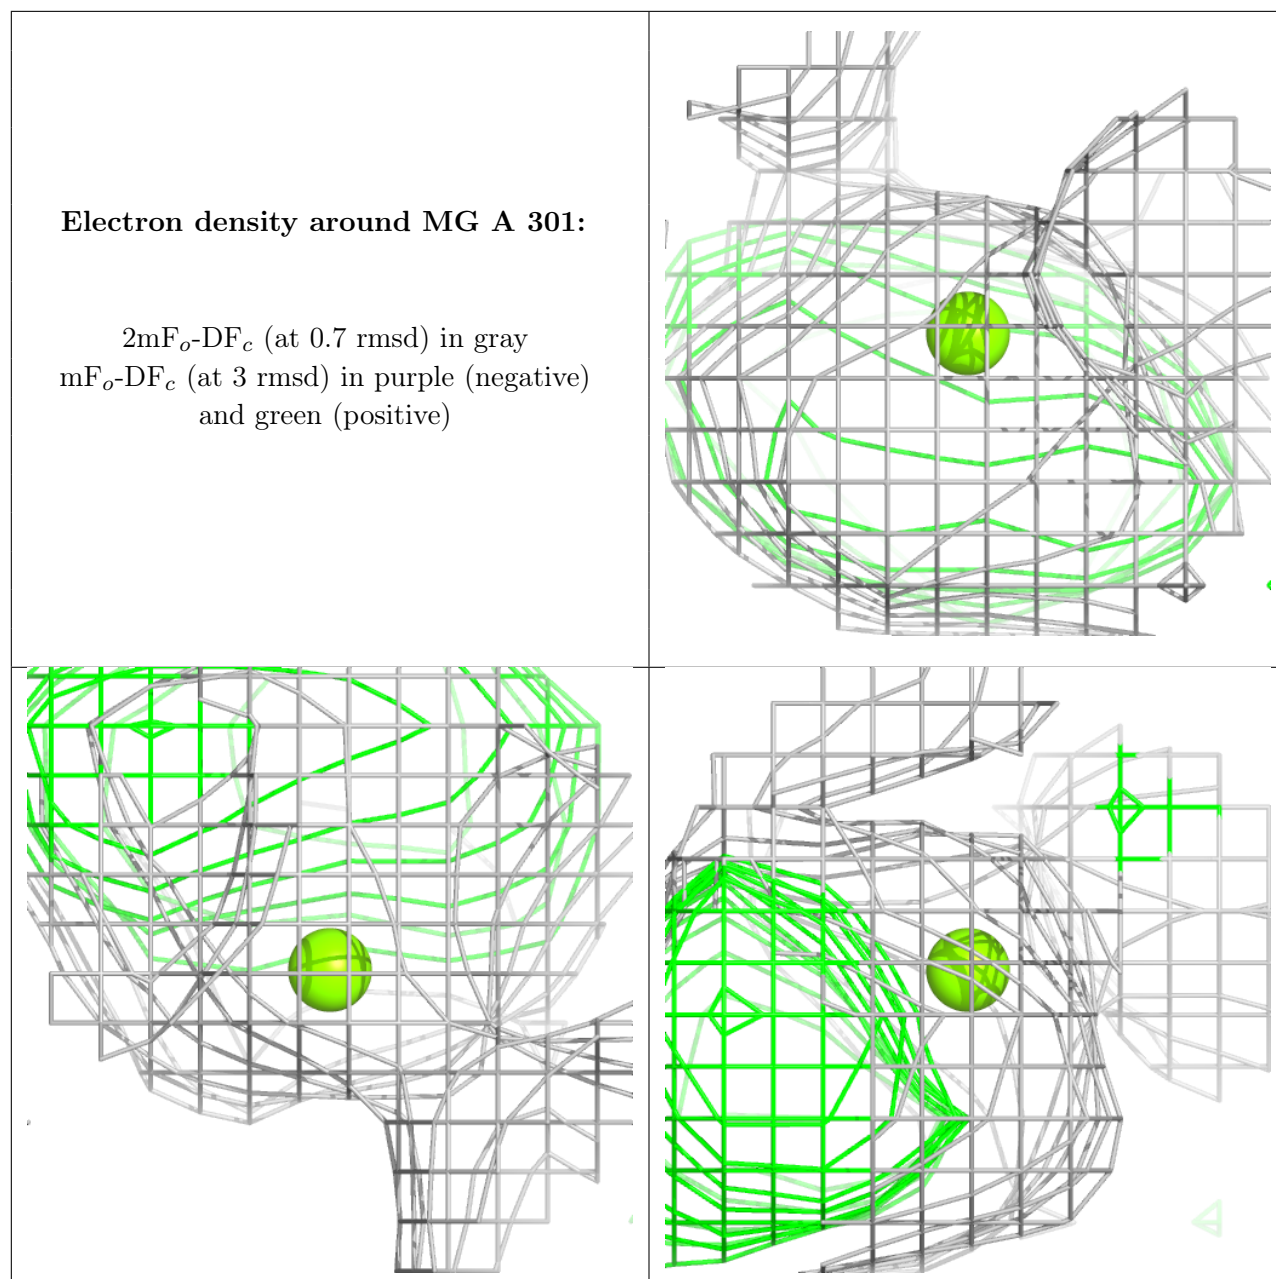 Electron density around MG A 301:
2mFo-DFc (at 0.7 rmsd) in gray
mFo-DFc (at 3 rmsd) in purple (negative)
and green (positive)